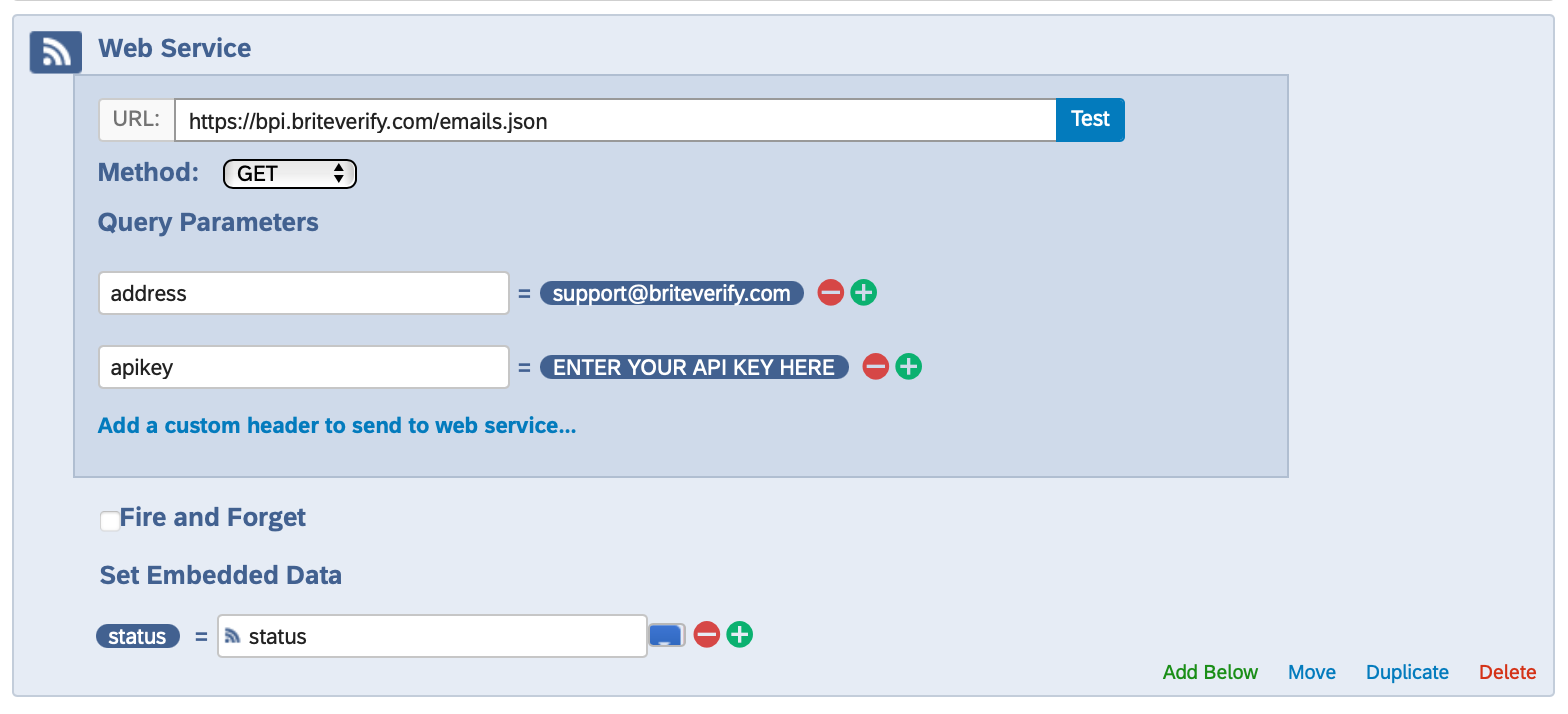 Web Service
URL: https://bpi.briteverify.com/emails.json Test
Method: GET
Query Parameters
address = support@briteverify.com
apikey = ENTER YOUR API KEY HERE
Add a custom header to send to web service...
Fire and Forget
Set Embedded Data
status = status
Add Below Move Duplicate Delete